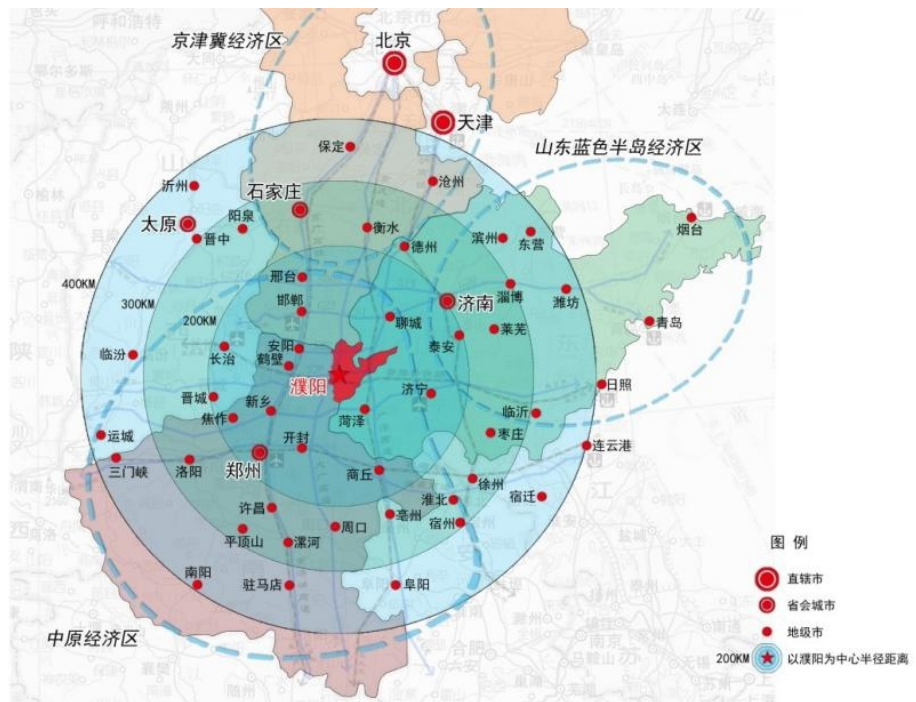 京津冀经济区
北京
天津
山东蓝色半岛经济区
保定
沧州
忻州
石家庄
太原
阳泉
晋中
衡水
德州
滨州
东营
烟台
400KM
邢台
济南
淄博
潍坊
300KM
邯郸
聊城
莱芜
青岛
200KM
泰安
临汾
长治
安阳
鹤壁
濮阳
济宁
日照
晋城
新乡
焦作
菏泽
临沂
枣庄
运城
开封
连云港
三门峡
洛阳
郑州
商丘
徐州
淮北
宿迁
许昌
亳州
宿州
平顶山
漯河
周口
南阳
驻马店
阜阳
中原经济区
图 例
直辖市
省会城市
地级市
200KM 以濮阳为中心半径距离